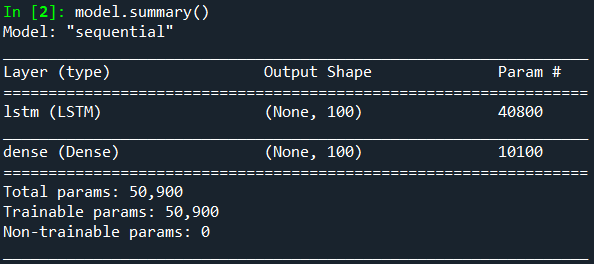 In [2]: model.summary()
Model: "sequential"
_________________________________________________________________
Layer (type)                 Output Shape              Param #
=================================================================
lstm (LSTM)                  (None, 100)               40800
_________________________________________________________________
dense (Dense)                (None, 100)               10100
=================================================================
Total params: 50,900
Trainable params: 50,900
Non-trainable params: 0
_________________________________________________________________